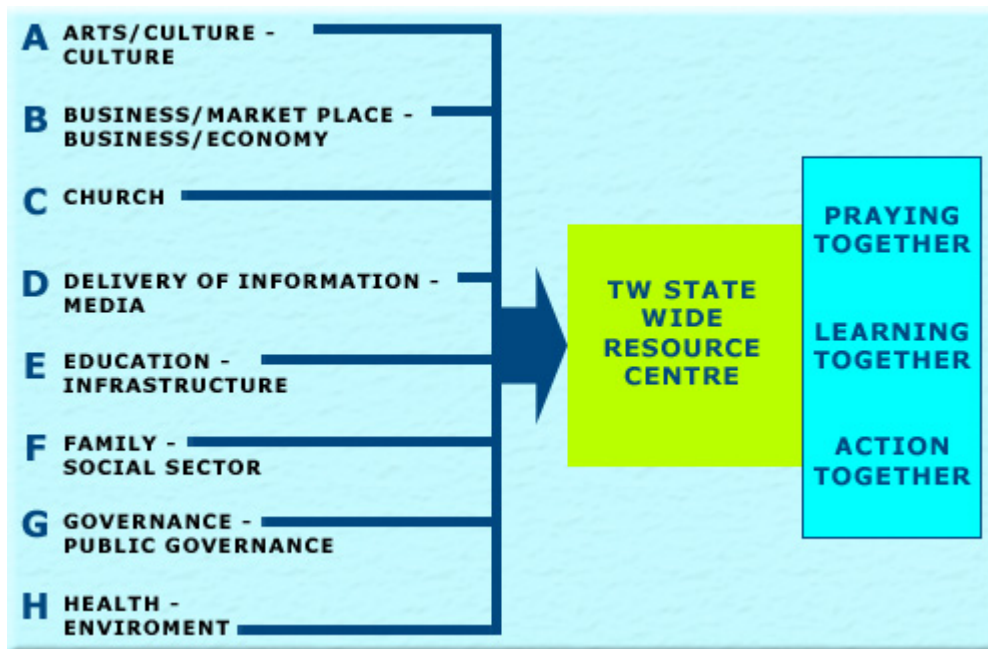 A ARTS/CULTURE -
CULTURE
B BUSINESS/MARKET PLACE -
BUSINESS/ECONOMY
C CHURCH
D DELIVERY OF INFORMATION -
MEDIA
E EDUCATION -
INFRASTRUCTURE
F FAMILY -
SOCIAL SECTOR
G GOVERNANCE -
PUBLIC GOVERNANCE
H HEALTH -
ENVIROMENT
TW STATE
WIDE
RESOURCE
CENTRE
PRAYING
TOGETHER
LEARNING
TOGETHER
ACTION
TOGETHER